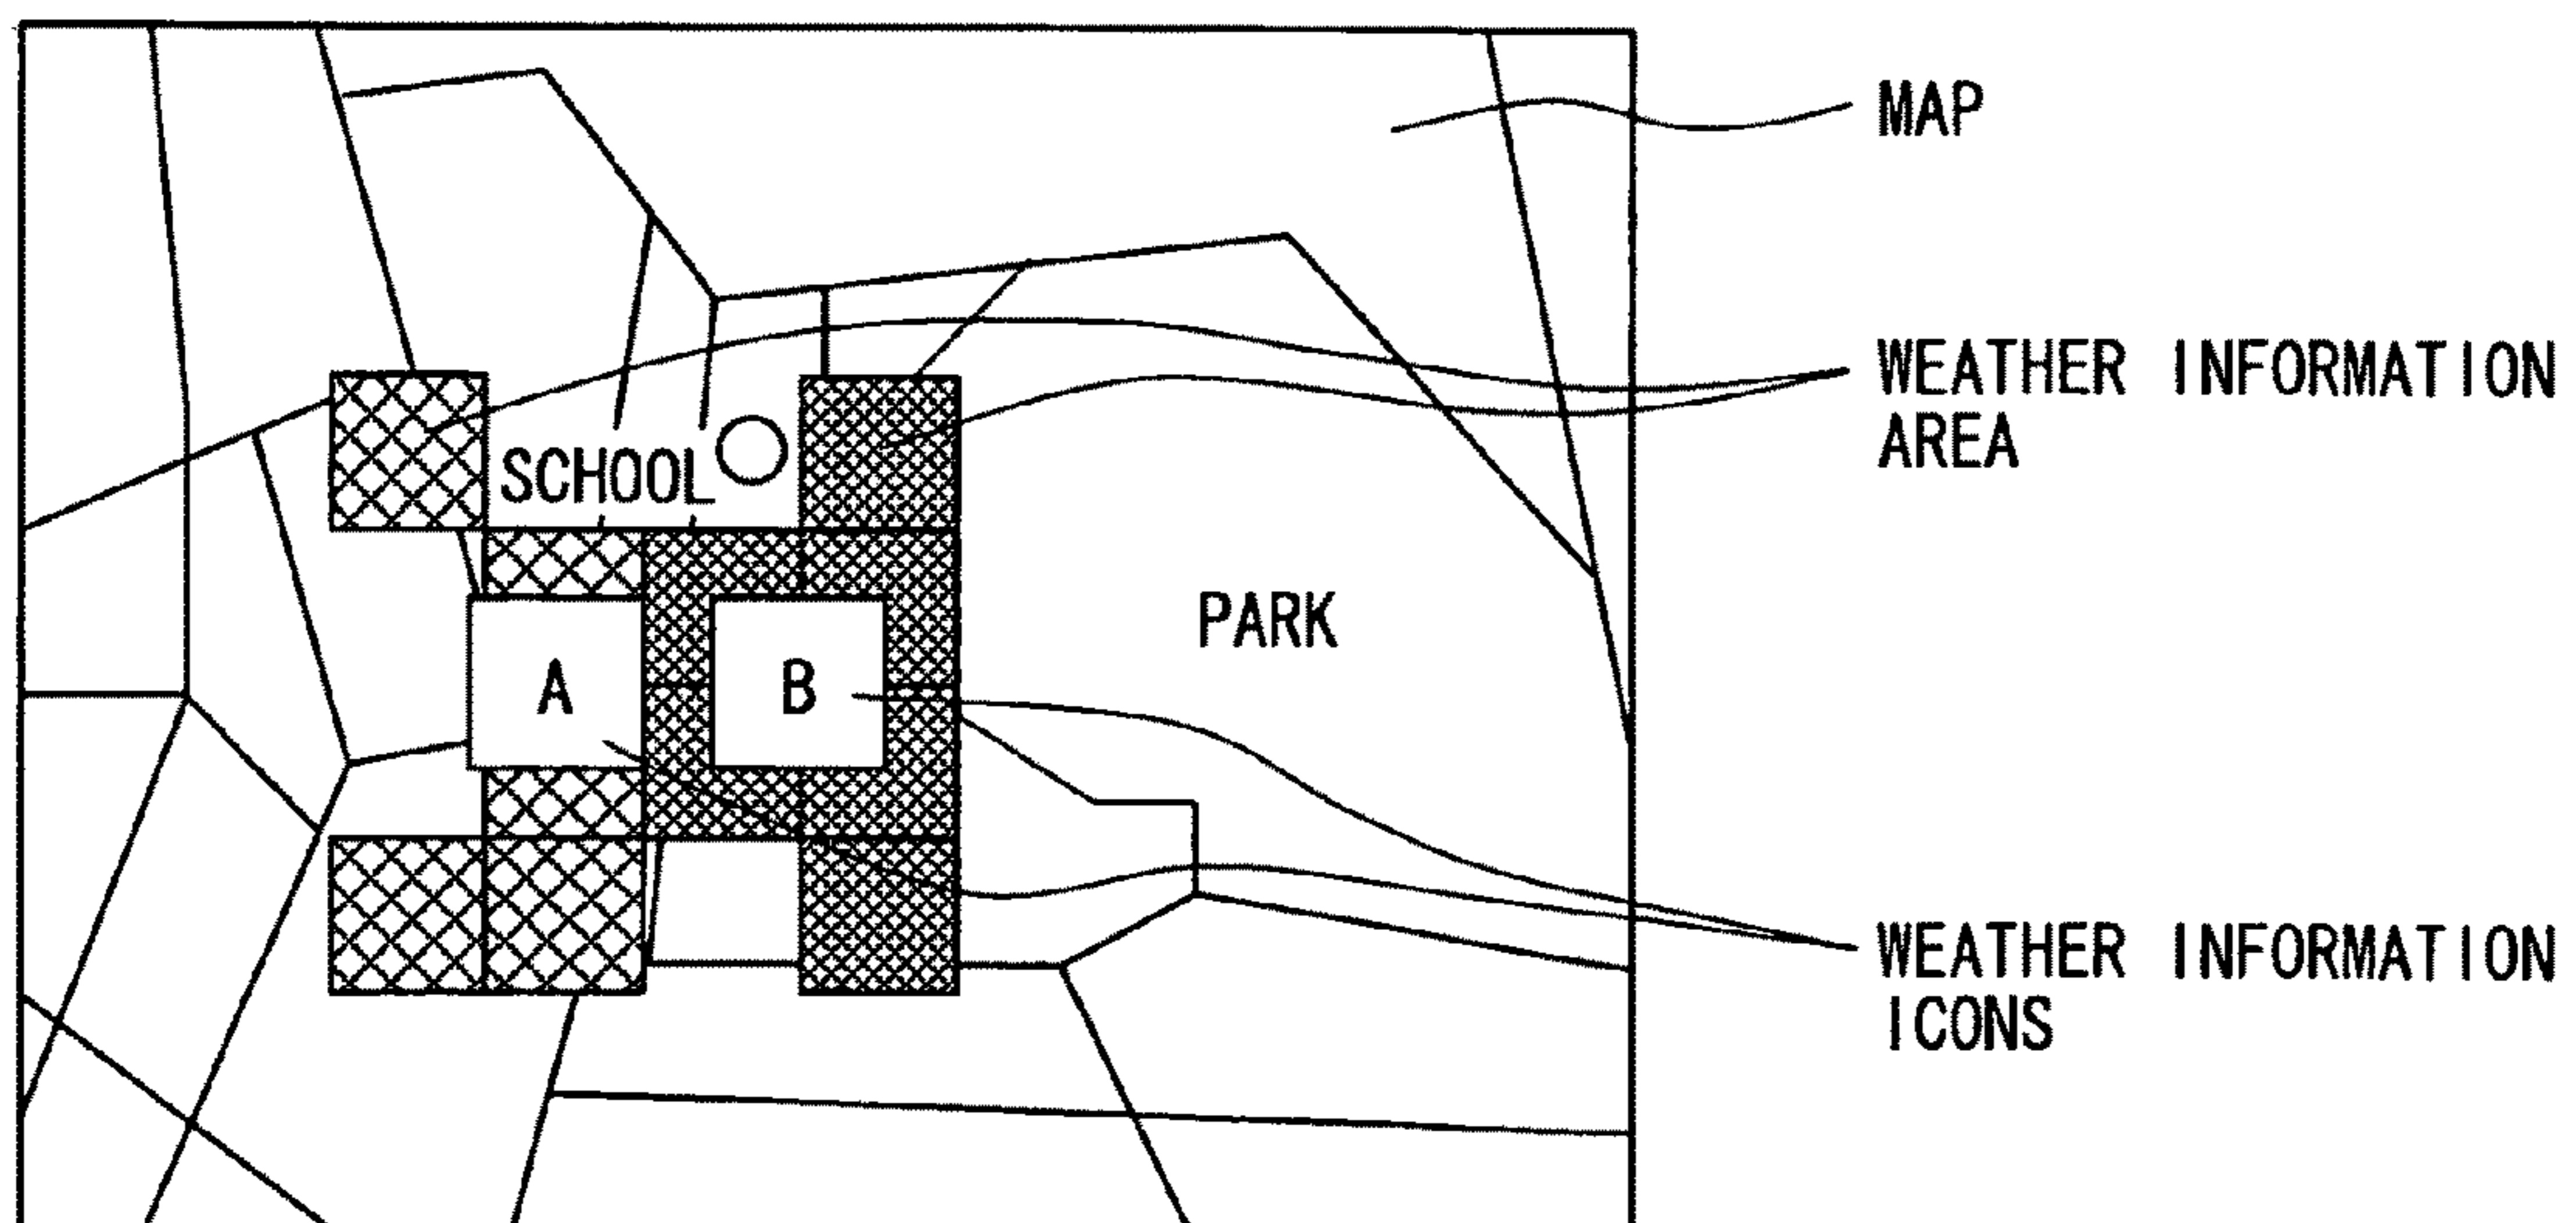 MAP
WEATHER INFORMATION
AREA
SCHOOL
PARK
A
B
WEATHER INFORMATION
ICONS